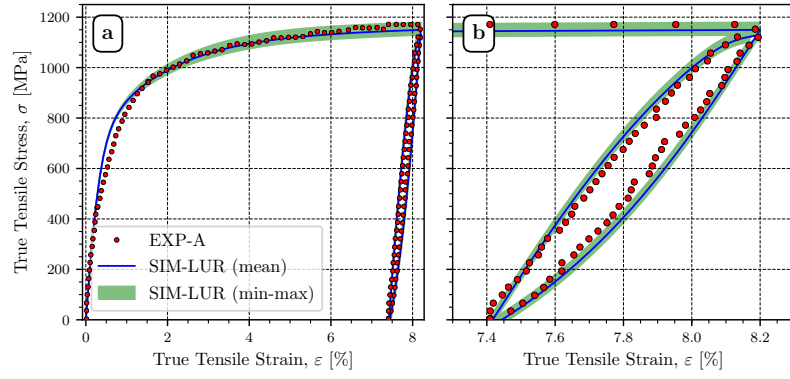 a
b
1200
1000
800
600
400
200
0
0
2
4
6
8
7.4
7.6
7.8
8.0
8.2
True Tensile Stress, σ [MPa]
EXP-A
SIM-LUR (mean)
SIM-LUR (min-max)
True Tensile Strain, ε [%]
True Tensile Strain, ε [%]